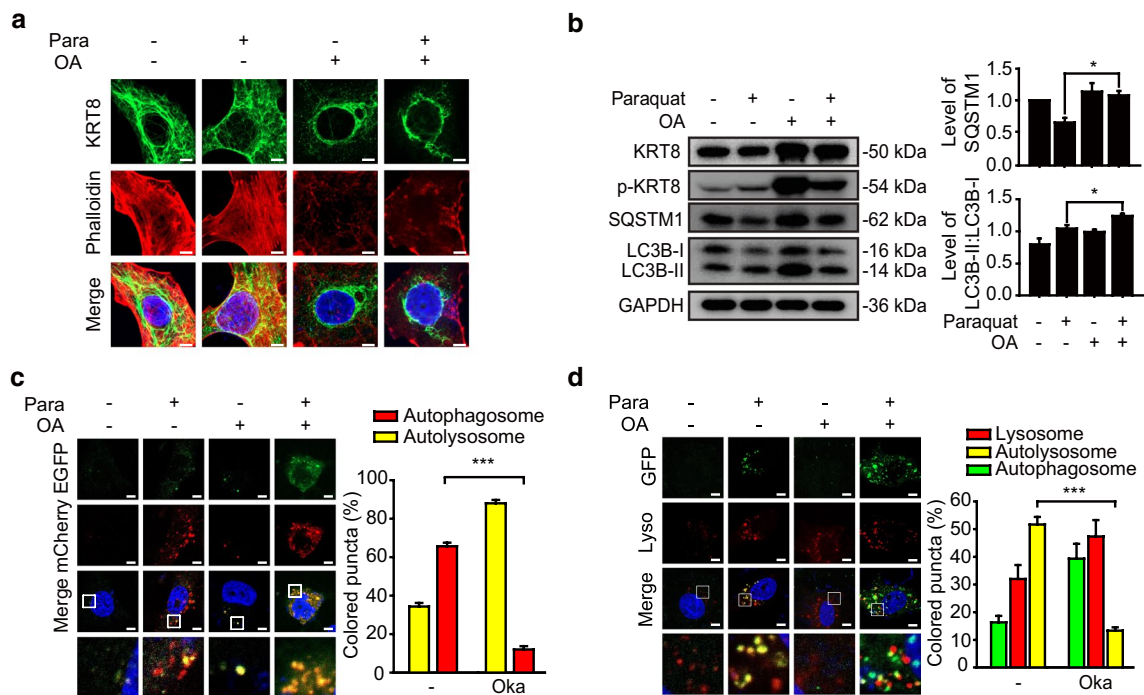 a
Para - + - +
OA - - + +
KRT8
Phalloidin
Merge
b
Paraquat - + - +
OA - - + +
KRT8 -50 kDa
p-KRT8 -54 kDa
SQSTM1 -62 kDa
LC3B-I -16 kDa
LC3B-II -14 kDa
GAPDH -36 kDa
Level of
SQSTM1
1.5
1.0
0.5
0.0
*
Level of
LC3B-II:LC3B-I
1.5
1.0
0.5
0.0
*
Paraquat - + - +
OA - - + +
c
Para - + - +
OA - - + +
EGFP
mCherry
Merge
Autophagosome
Autolysosome
Colored puncta (%)
100
80
60
40
20
0
***
- Oka
d
Para - + - +
OA - - + +
GFP
Lyso
Merge
Lysosome
Autolysosome
Autophagosome
Colored puncta (%)
60
50
40
30
20
10
0
***
- Oka